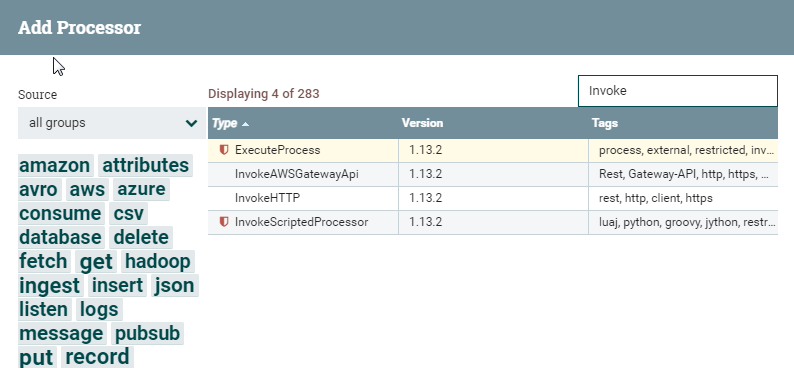 Add Processor
Source
all groups
amazon attributes
avro aws azure
consume csv
database delete
fetch get hadoop
ingest insert json
listen logs
message pubsub
put record
Displaying 4 of 283
Invoke
Type Version Tags
ExecuteProcess 1.13.2 process, external, restricted, inv...
InvokeAWSGatewayApi 1.13.2 Rest, Gateway-API, http, https, ...
InvokeHTTP 1.13.2 rest, http, client, https
InvokeScriptedProcessor 1.13.2 luaj, python, groovy, jython, restr...